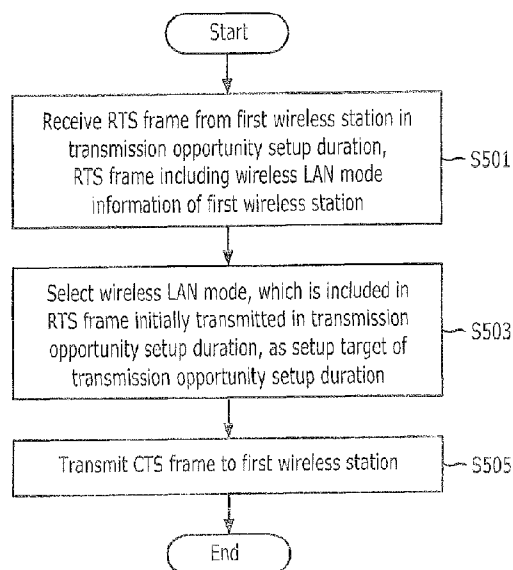 Start
Receive RTS frame from first wireless station in
transmission opportunity setup duration,
RTS frame including wireless LAN mode
information of first wireless station
S501
Select wireless LAN mode, which is included in
RTS frame initially transmitted in transmission
opportunity setup duration, as setup target of
transmission opportunity setup duration
S503
Transmit CTS frame to first wireless station
S505
End